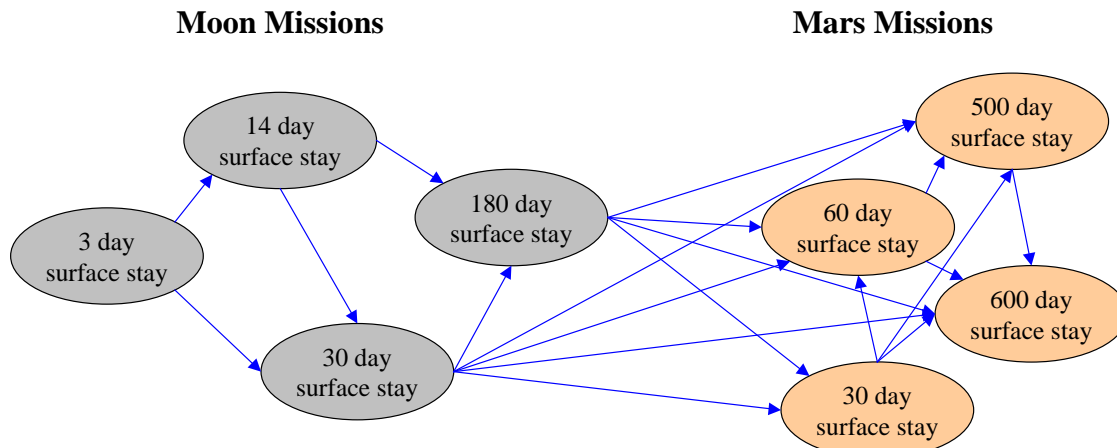 Moon Missions
Mars Missions
14 day
surface stay
3 day
surface stay
180 day
surface stay
30 day
surface stay
500 day
surface stay
60 day
surface stay
600 day
surface stay
30 day
surface stay